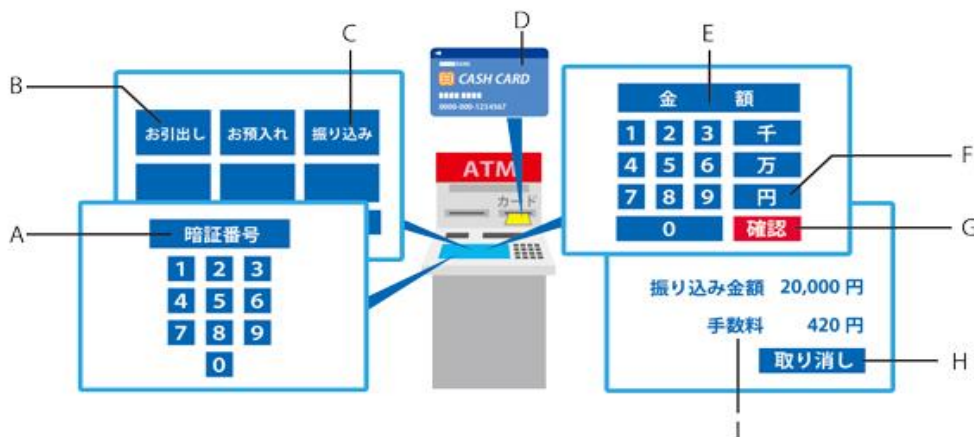 D
E
C
B
BANK
CASH CARD
0000-000-1234567
金 額
1 2 3 千
4 5 6 万
7 8 9 円
0 確認
F
G
お引出し お預入れ 振り込み
ATM
カード
A
暗証番号
1 2 3
4 5 6
7 8 9
0
振り込み金額 20,000 円
手数料 420 円
取り消し
H
I